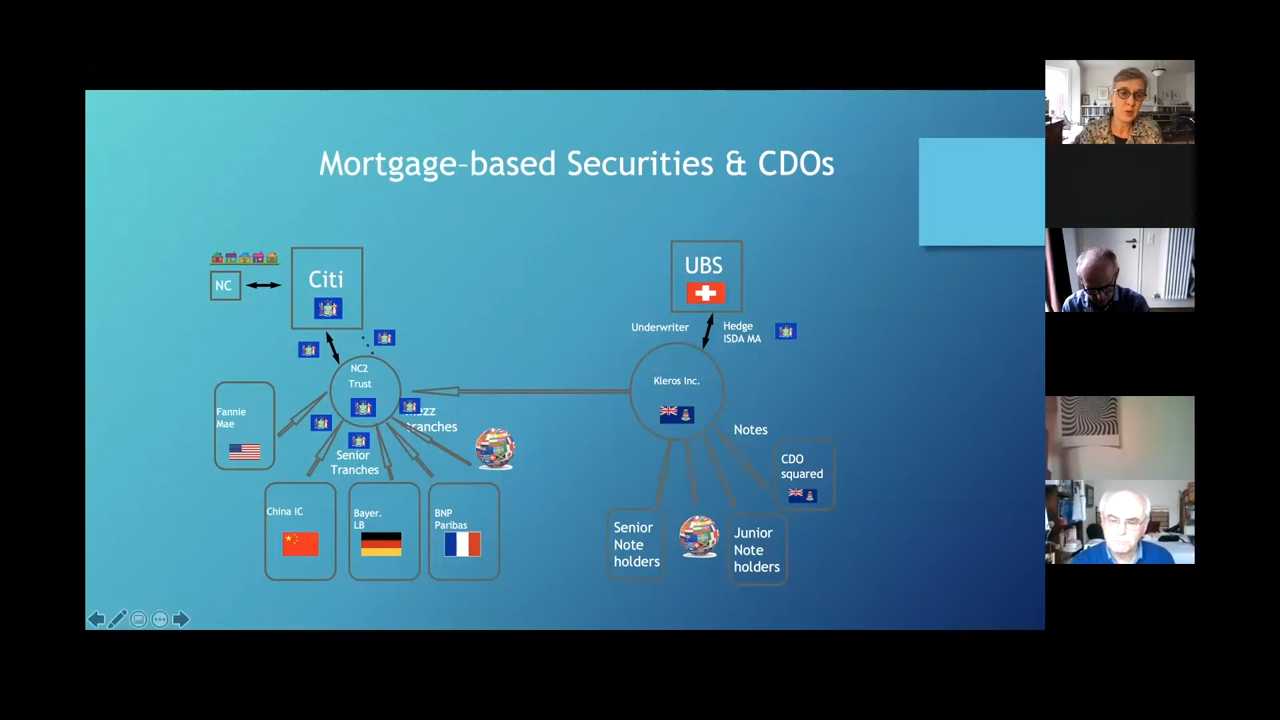 Mortgage-based Securities & CDOs
NC
Citi
UBS
Underwriter
Hedge
ISDA MA
NC2
Trust
Kleros Inc.
Fannie
Mae
Mezz
tranches
Senior
Tranches
Notes
CDO
squared
China IC
Bayer.
LB
BNP
Paribas
Senior
Note
holders
Junior
Note
holders